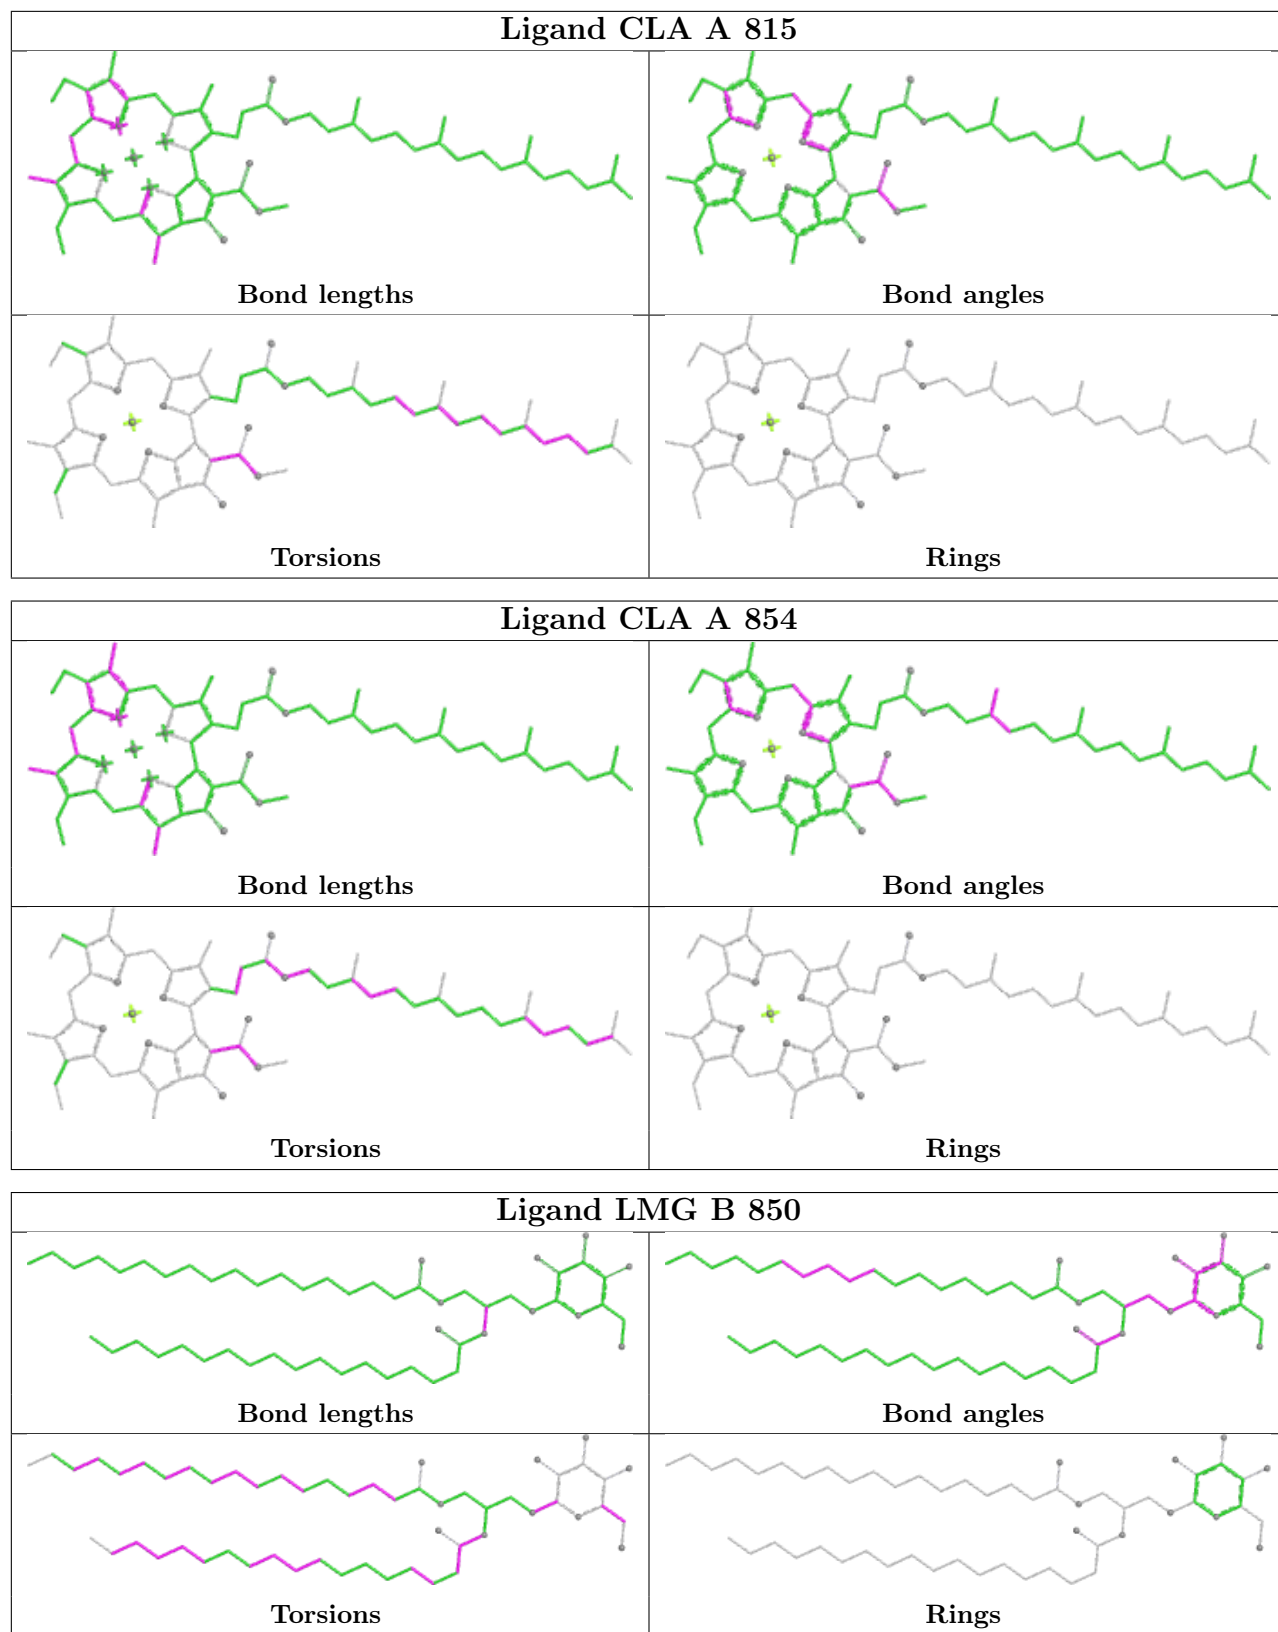 Ligand CLA A 815
Bond lengths
Bond angles
Torsions
Rings
Ligand CLA A 854
Bond lengths
Bond angles
Torsions
Rings
Ligand LMG B 850
Bond lengths
Bond angles
Torsions
Rings